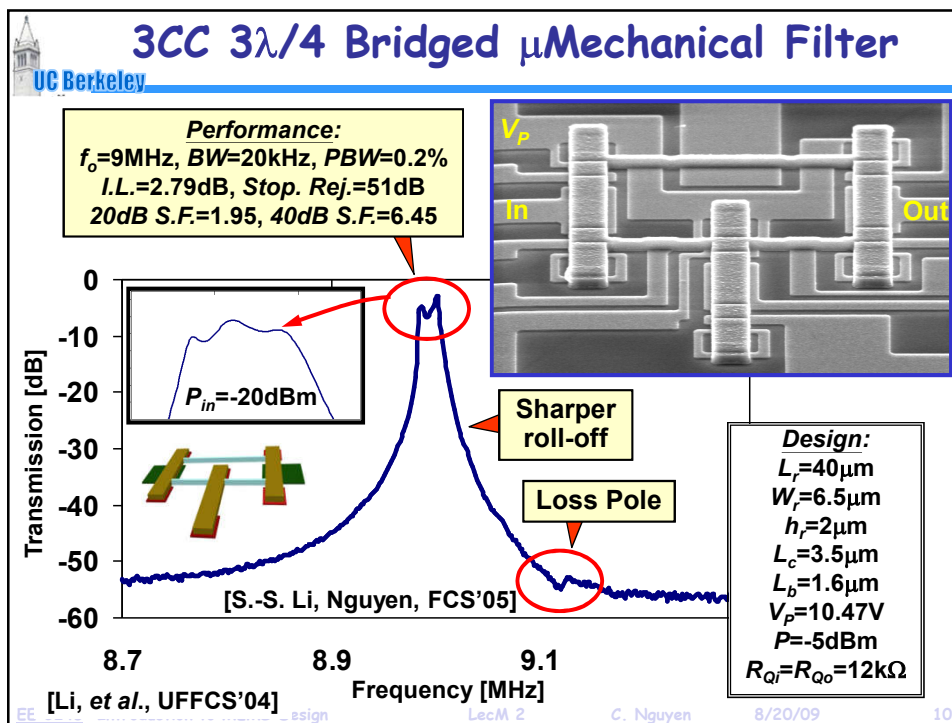 3CC 3λ/4 Bridged μMechanical Filter
UC Berkeley
Performance:
fo=9MHz, BW=20kHz, PBW=0.2%
I.L.=2.79dB, Stop. Rej.=51dB
20dB S.F.=1.95, 40dB S.F.=6.45
VP
In
Out
0
-10
-20
-30
-40
-50
-60
Transmission [dB]
Pin=-20dBm
Sharper
roll-off
Loss Pole
[S.-S. Li, Nguyen, FCS'05]
Design:
Lr=40μm
Wr=6.5μm
hr=2μm
Lc=3.5μm
Lb=1.6μm
VP=10.47V
P=-5dBm
RQi=RQo=12kΩ
8.7
8.9
9.1
Frequency [MHz]
[Li, et al., UFFCS'04]
LecM 2
C. Nguyen
8/20/09
10